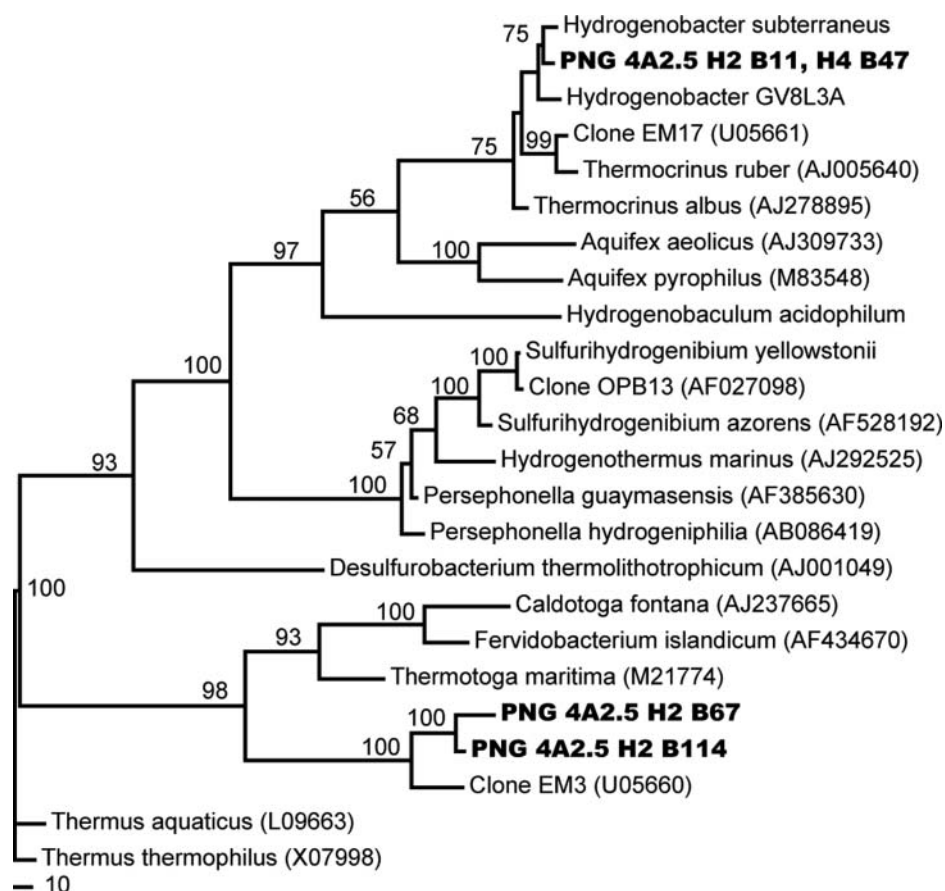 Hydrogenobacter subterraneus
75
PNG 4A2.5 H2 B11, H4 B47
Hydrogenobacter GV8L3A
Clone EM17 (U05661)
75
99
Thermocrinus ruber (AJ005640)
56
Thermocrinus albus (AJ278895)
97
100
Aquifex aeolicus (AJ309733)
Aquifex pyrophilus (M83548)
Hydrogenobaculum acidophilum
100
100
Sulfurihydrogenibium yellowstonii
100
Clone OPB13 (AF027098)
68
Sulfurihydrogenibium azorens (AF528192)
93
57
Hydrogenothermus marinus (AJ292525)
100
Persephonella guaymasensis (AF385630)
Persephonella hydrogeniphilia (AB086419)
Desulfurobacterium thermolithotrophicum (AJ001049)
100
100
Caldotoga fontana (AJ237665)
93
Fervidobacterium islandicum (AF434670)
98
Thermotoga maritima (M21774)
100
PNG 4A2.5 H2 B67
100
PNG 4A2.5 H2 B114
Clone EM3 (U05660)
Thermus aquaticus (L09663)
Thermus thermophilus (X07998)
10